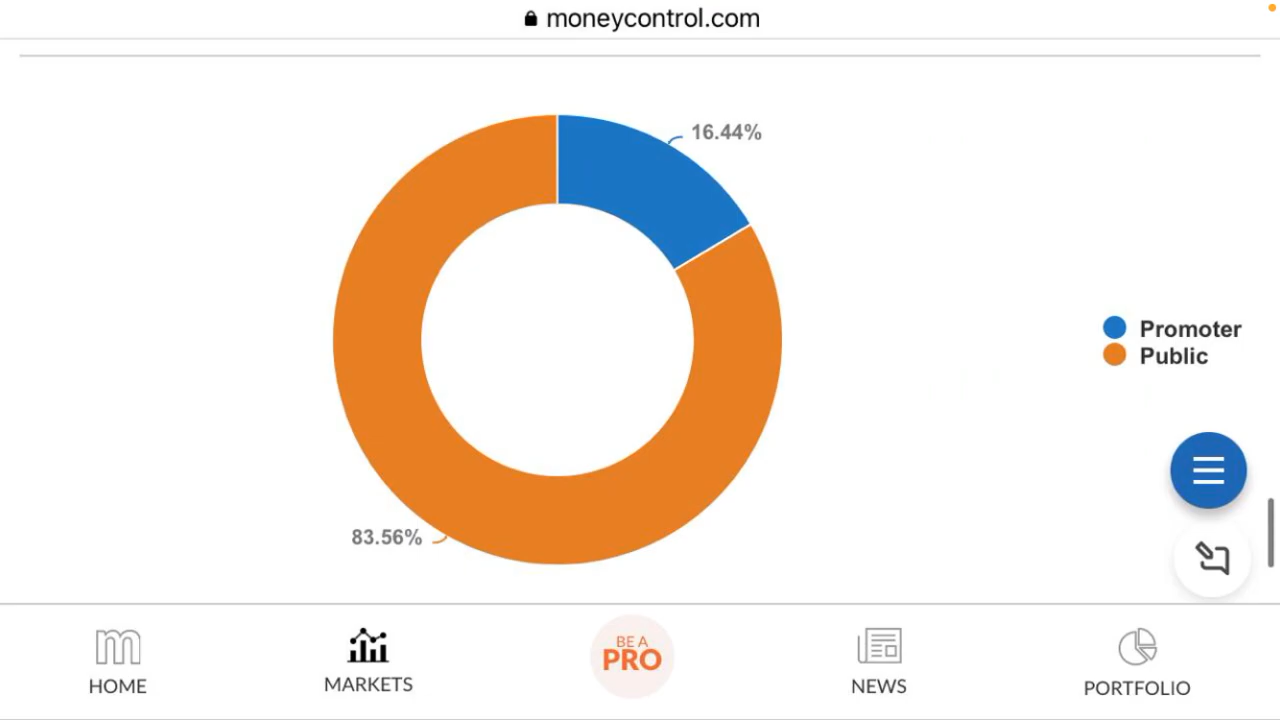 moneycontrol.com
16.44%
Promoter
Public
83.56%
BE A
PRO
HOME
MARKETS
NEWS
PORTFOLIO